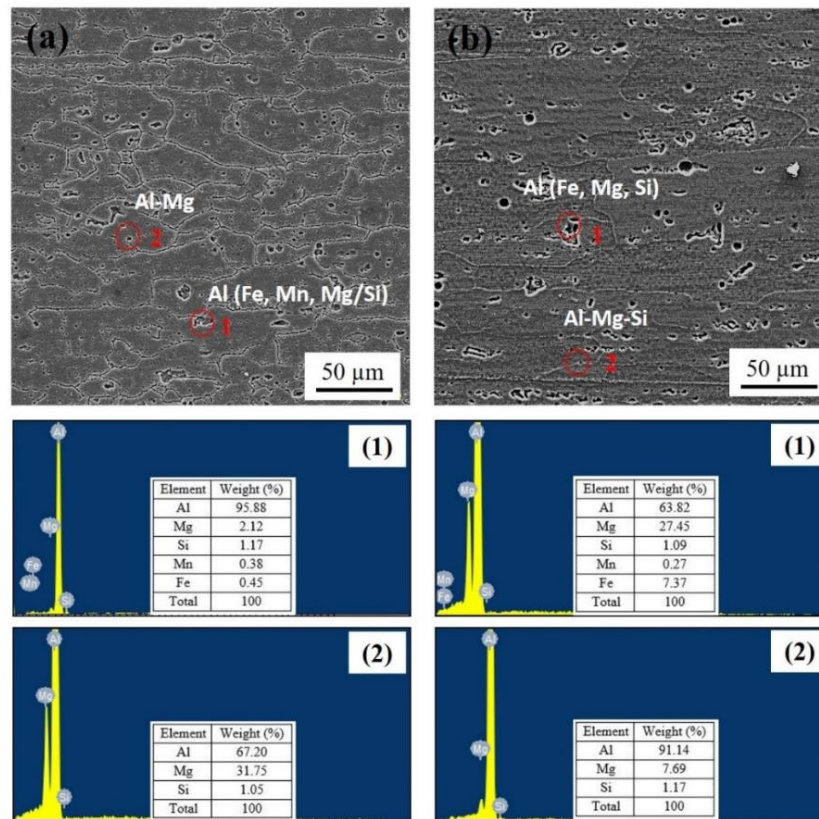 (a)
Al-Mg
2
Al (Fe, Mn, Mg/Si)
1
50 µm
(b)
Al (Fe, Mg, Si)
1
Al-Mg-Si
2
50 µm
(1)
Al
Mg
Fe
Mn
Si
Element Weight (%)
Al 95.88
Mg 2.12
Si 1.17
Mn 0.38
Fe 0.45
Total 100
(1)
Al
Mg
Mn
Fe
Si
Element Weight (%)
Al 63.82
Mg 27.45
Si 1.09
Mn 0.27
Fe 7.37
Total 100
(2)
Al
Mg
Si
Element Weight (%)
Al 67.20
Mg 31.75
Si 1.05
Total 100
(2)
Al
Mg
Si
Element Weight (%)
Al 91.14
Mg 7.69
Si 1.17
Total 100